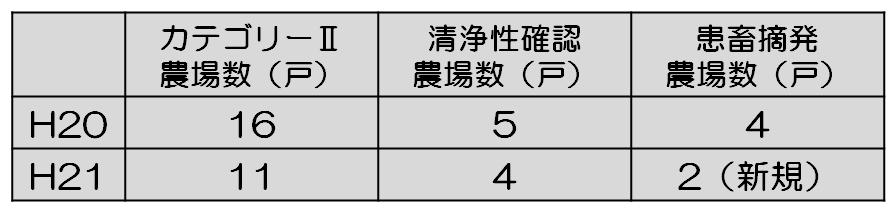 カテゴリーⅡ 清浄性確認 患畜摘発
農場数（戸） 農場数（戸） 農場数（戸）
H20 16 5 4
H21 11 4 2（新規）